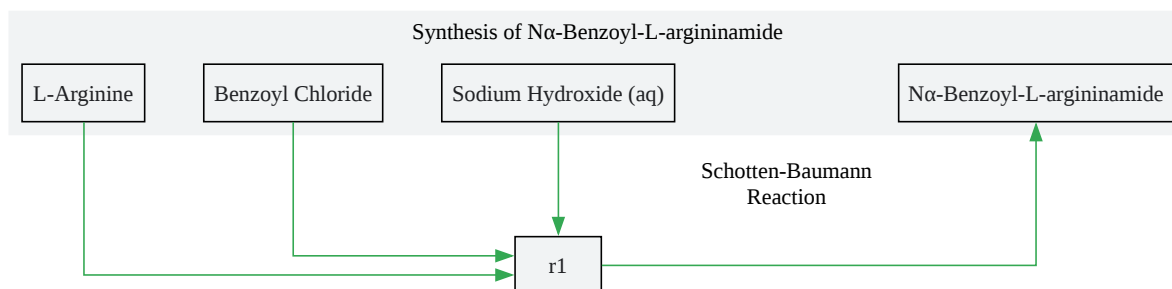 Synthesis of Nα-Benzoyl-L-argininamide
L-Arginine
Benzoyl Chloride
Sodium Hydroxide (aq)
Nα-Benzoyl-L-argininamide
Schotten-Baumann
Reaction
r1